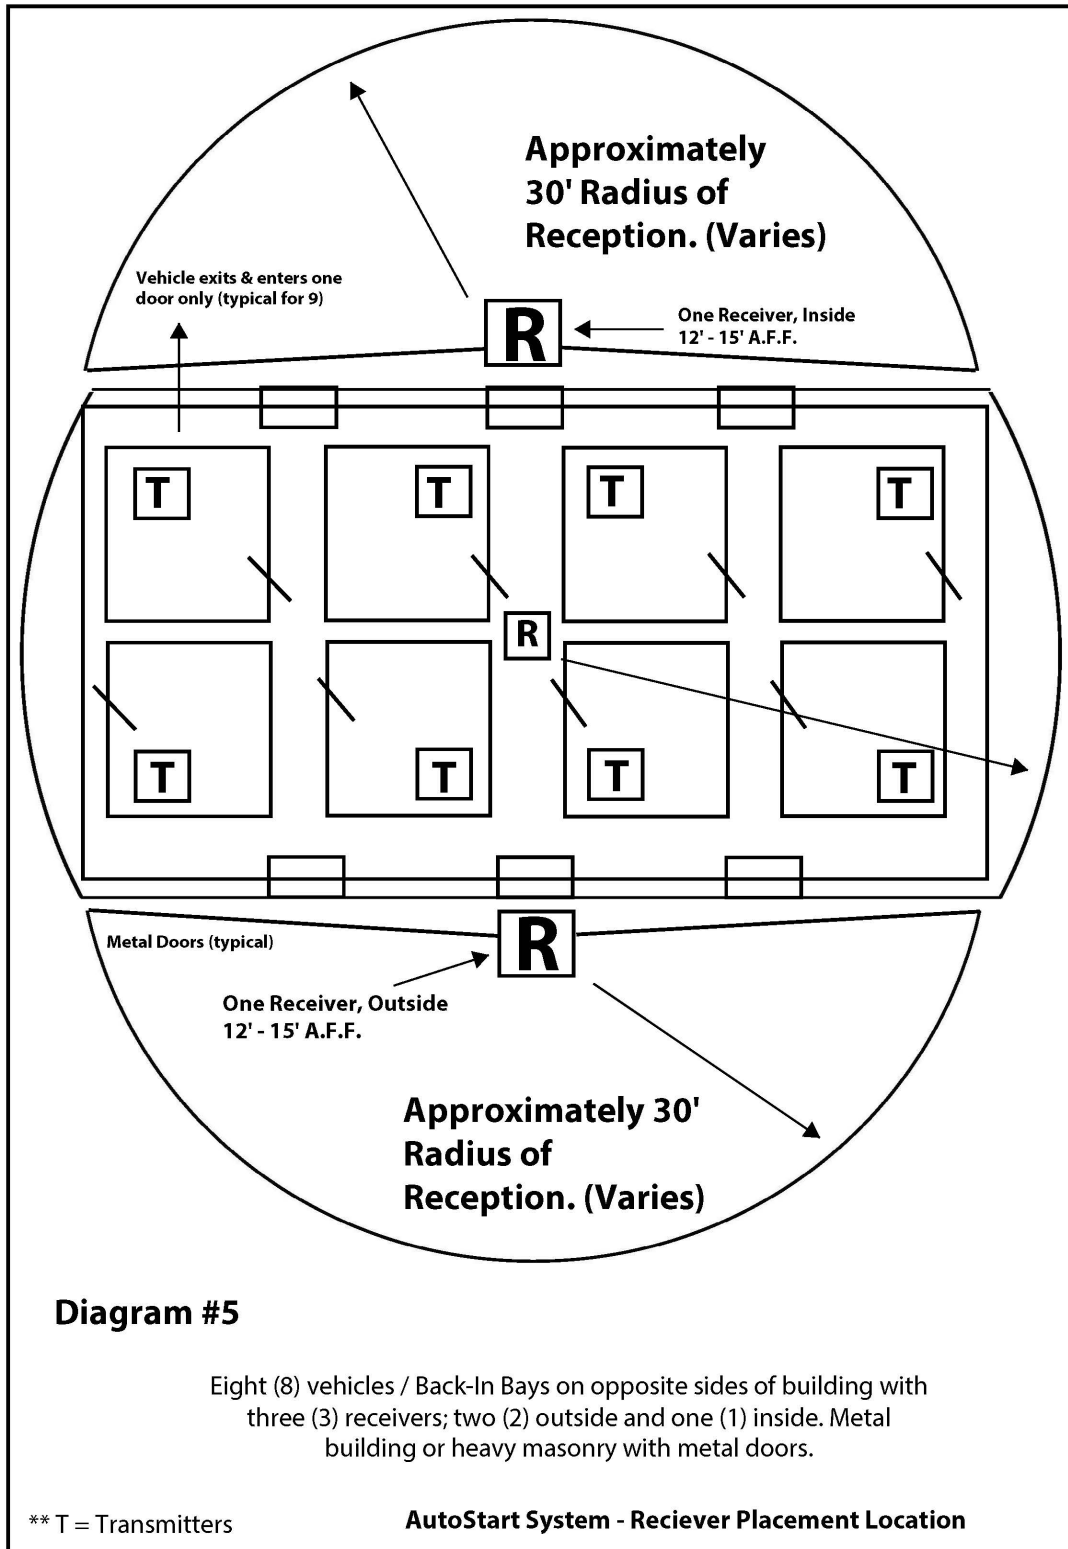 Approximately
30' Radius of
Reception. (Varies)
Vehicle exits & enters one
door only (typical for 9)
R
One Receiver, Inside
12' - 15' A.F.F.
T
T
T
T
R
T
T
T
T
R
Metal Doors (typical)
One Receiver, Outside
12' - 15' A.F.F.
Approximately 30'
Radius of
Reception. (Varies)
Diagram #5
Eight (8) vehicles / Back-In Bays on opposite sides of building with
three (3) receivers; two (2) outside and one (1) inside. Metal
building or heavy masonry with metal doors.
** T = Transmitters
AutoStart System - Reciever Placement Location